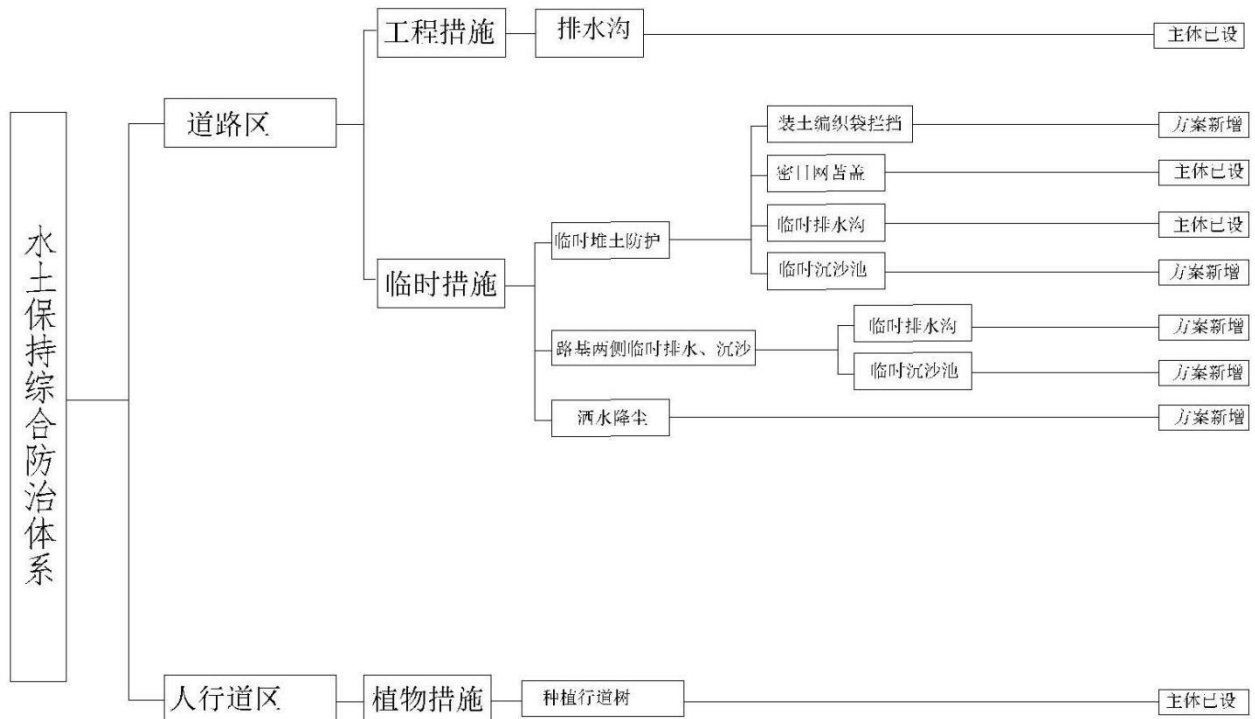 水土保持综合防治体系
道路区
工程措施
排水沟
主体已设
临时措施
临时堆土防护
装土编织袋拦挡
方案新增
密目网苫盖
主体已设
临时排水沟
主体已设
临时沉沙池
方案新增
路基两侧临时排水、沉沙
临时排水沟
方案新增
临时沉沙池
方案新增
洒水降尘
方案新增
人行道区
植物措施
种植行道树
主体已设